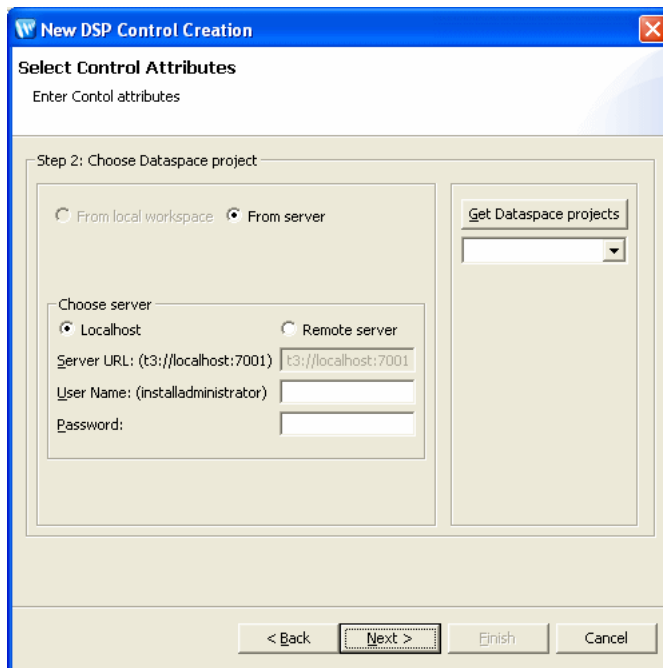 New DSP Control Creation
Select Control Attributes
Enter Contol attributes
Step 2: Choose Dataspace project
From local workspace From server
Get Dataspace projects
Choose server
Localhost Remote server
Server URL: (t3://localhost:7001) t3://localhost:7001
User Name: (installadministrator)
Password:
< Back Next > Finish Cancel